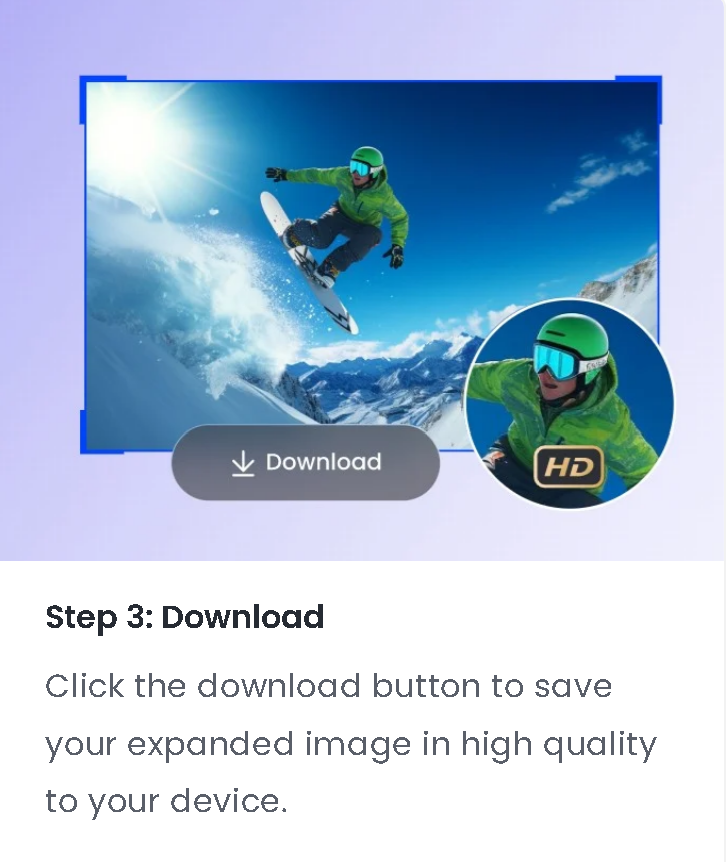 Download
HD
Step 3: Download
Click the download button to save
your expanded image in high quality
to your device.